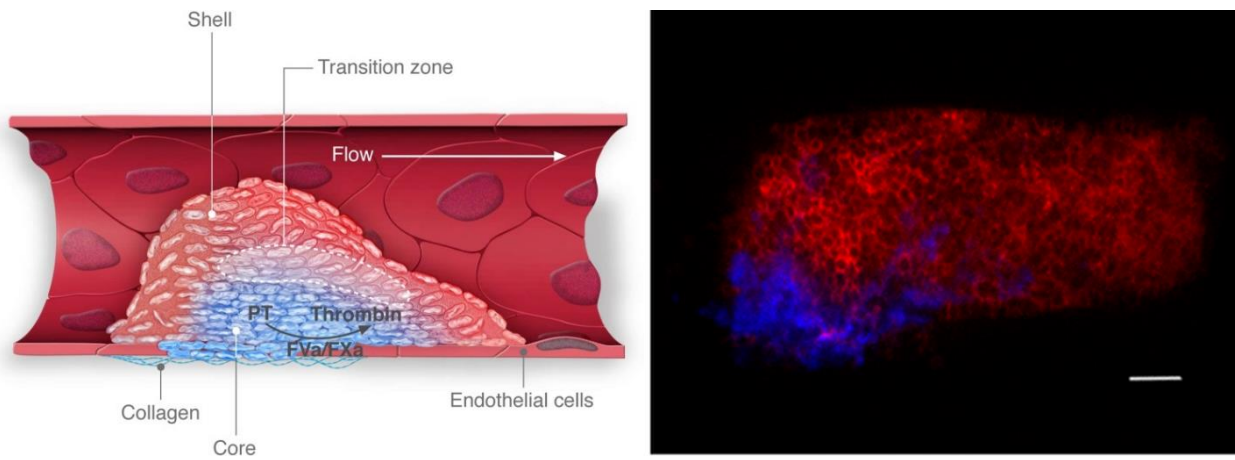 Shell
Transition zone
Flow
PT Thrombin
FVa/FXa
Endothelial cells
Collagen
Core